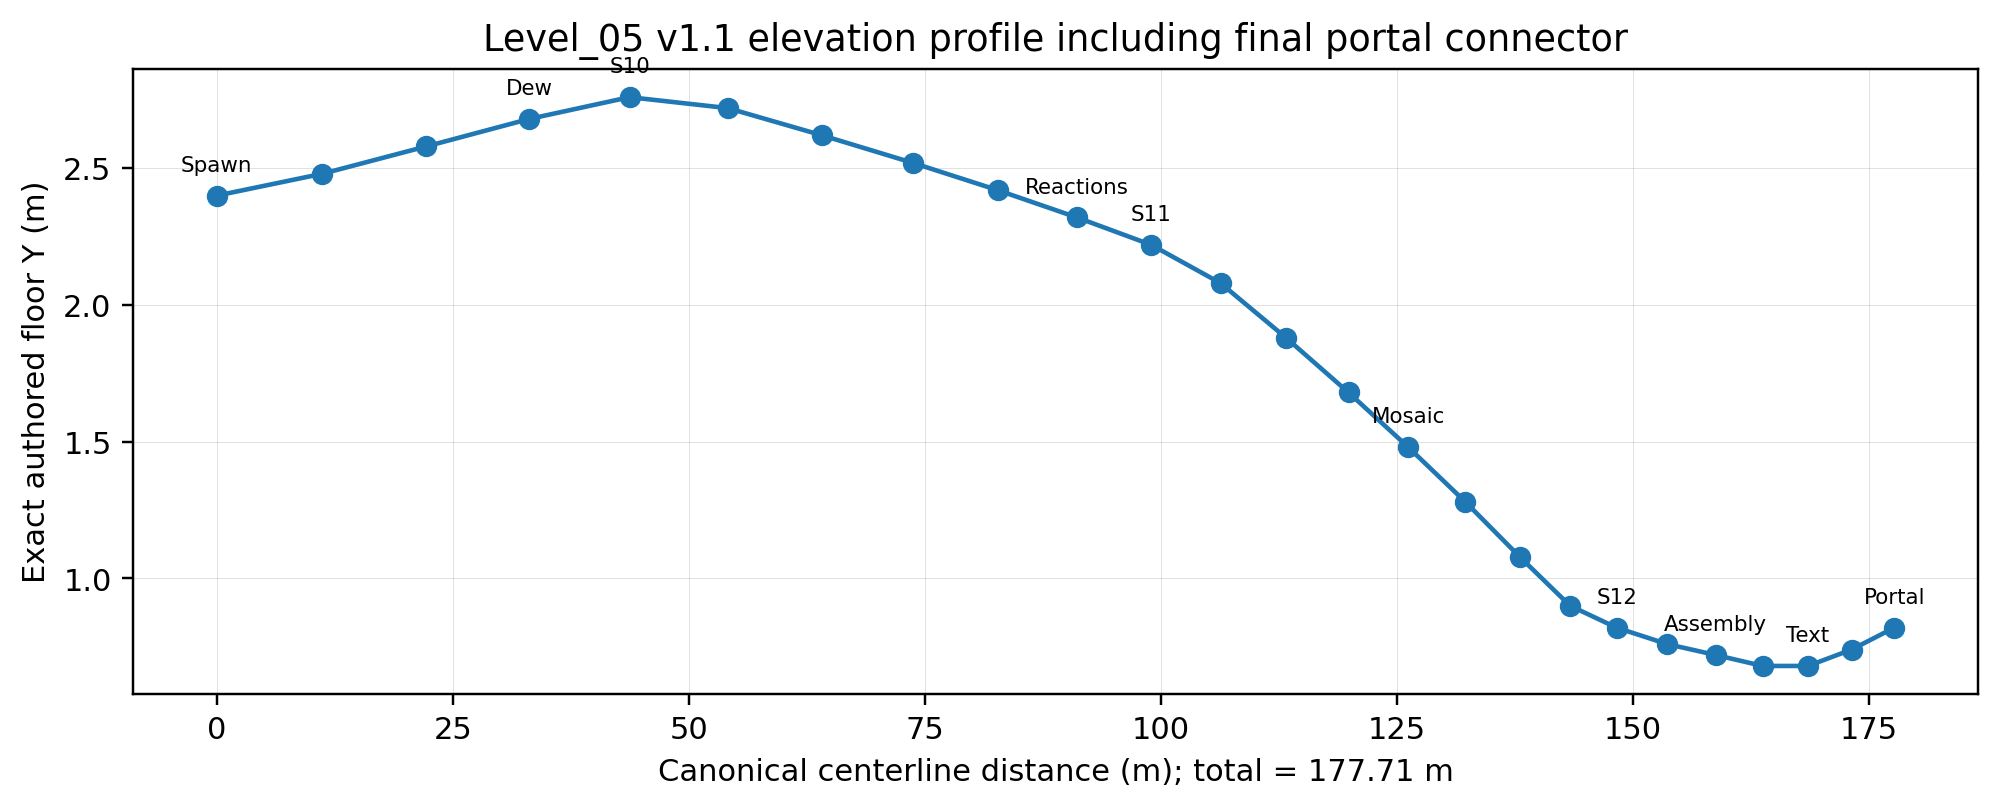 Level_05 v1.1 elevation profile including final portal connector
S10
Dew
Spawn
Reactions
S11
Mosaic
S12
Assembly
Text
Portal
Exact authored floor Y (m)
2.5
2.0
1.5
1.0
0
25
50
75
100
125
150
175
Canonical centerline distance (m); total = 177.71 m